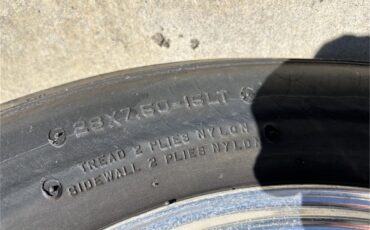 28X7.50-15LT
TREAD 2 PLIES NYLON
SIDEWALL 2 PLIES NYLON